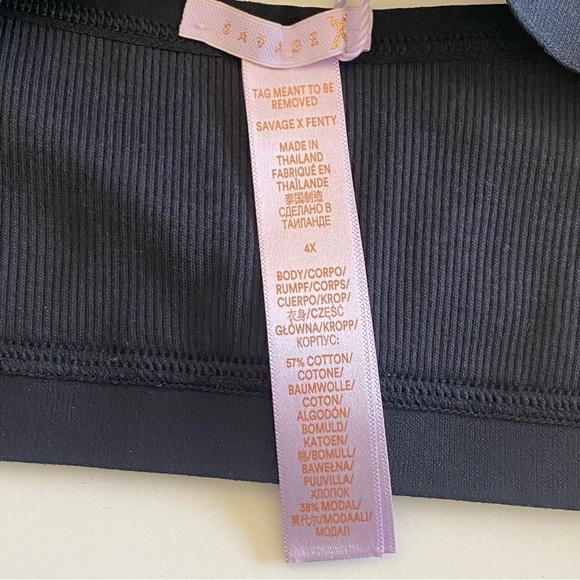 SAVAGE X
TAG MEANT TO BE
REMOVED
SAVAGE X FENTY
MADE IN
THAILAND
FABRIQUÉ EN
THAÏLANDE
泰国制造
СДЕЛАНО В
ТАИЛАНДЕ
4X
BODY/CORPO/
RUMPF/CORPS/
CUERPO/KROP/
衣身/CZĘŚĆ
GŁÓWNA/KROPP/
КОРПУС:
57% COTTON/
COTONE/
BAUMWOLLE/
COTON/
ALGODÓN/
BOMULD/
KATOEN/
棉/BOMULL/
BAWEŁNA/
PUUVILLA/
ХЛОПОК
38% MODAL/
莫代尔/MODAALI/
МОДАЛ